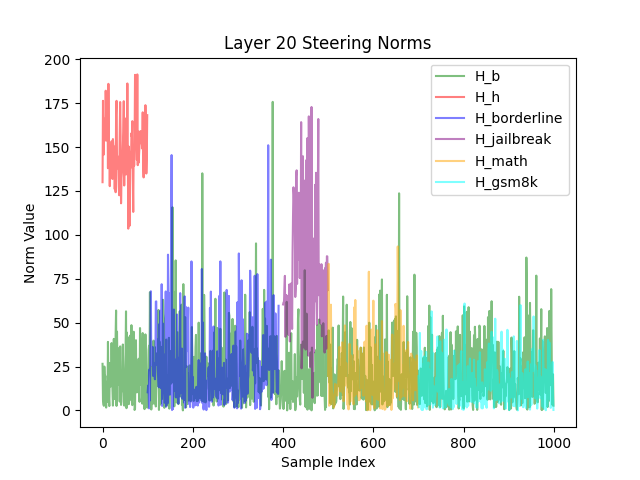 Layer 20 Steering Norms
200
175
150
125
100
75
50
25
0
Norm Value
H_b
H_h
H_borderline
H_jailbreak
H_math
H_gsm8k
0 200 400 600 800 1000
Sample Index